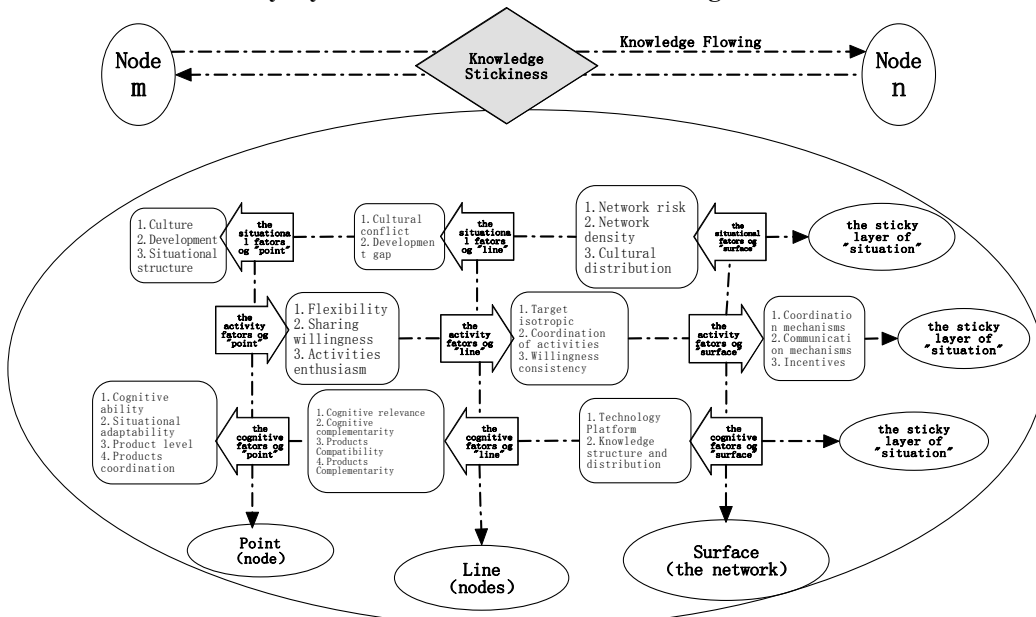 Node
m
Knowledge
Stickiness
Knowledge Flowing
Node
n
1. Culture
2. Development
3. Situational
structure
the
situationa
l fators
og "point"
1. Cultural
conflict
2. Developmen
t gap
the
situationa
l fators
og "line"
1. Network risk
2. Network
density
3. Cultural
distribution
the
situational
fators og
"surface"
the sticky
layer of
"situation"
the
activity
fators og
"point"
1. Flexibility
2. Sharing
willingness
3. Activities
enthusiasm
the
activity
fators og
"line"
1. Target
isotropic
2. Coordination
of activities
3. Willingness
consistency
the
activity
fators og
"surface"
1. Coordinatio
n mechanisms
2. Communicat
ion mechanisms
3. Incentives
the sticky
layer of
"situation"
1. Cognitive
ability
2. Situational
adaptability
3. Product level
4. Products
coordination
the
cognitive
fators og
"point"
1. Cognitive relevance
2. Cognitive
complementarity
3. Products
Compatibility
4. Products
Complementarity
the
cognitive
fators og
"line"
1. Technology
Platform
2. Knowledge
structure and
distribution
the
cognitive
fators og
"surface"
the sticky
layer of
"situation"
Point
(node)
Line
(nodes)
Surface
(the network)